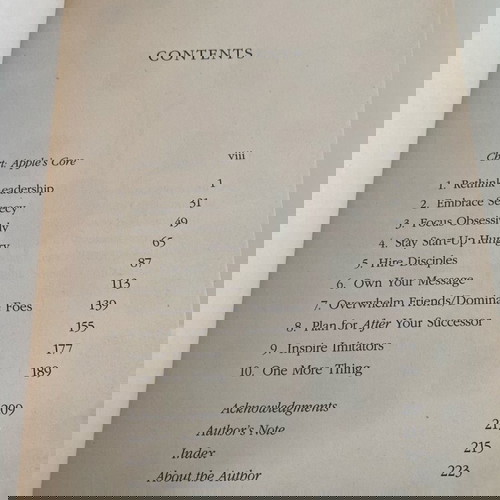 CONTENTS
Apple's Core viii
1. Rethink Leadership 1
2. Embrace Secrecy 31
3. Focus Obsessively 49
4. Stay Start-Up Hungry 65
5. Hire Disciples 87
6. Own Your Message 113
7. Overwhelm Friends/Dominate Foes 139
8. Plan for After Your Successor 155
9. Inspire Imitators 177
10. One More Thing 189
Acknowledgments
Author's Note
Index 215
About the Author 223